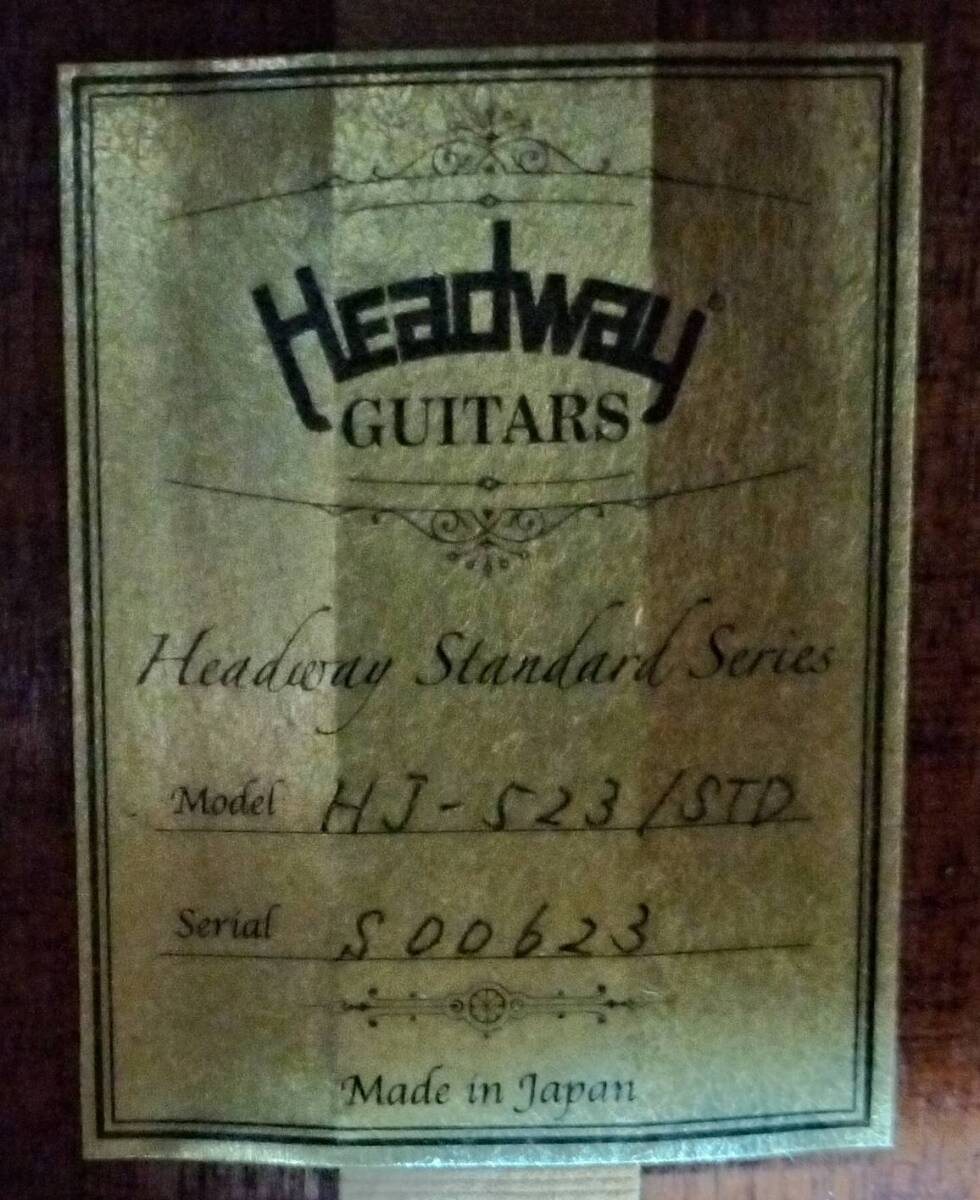 Headway®
GUITARS
Headway Standard Series
Model HJ-523/STD
Serial S00623
Made in Japan